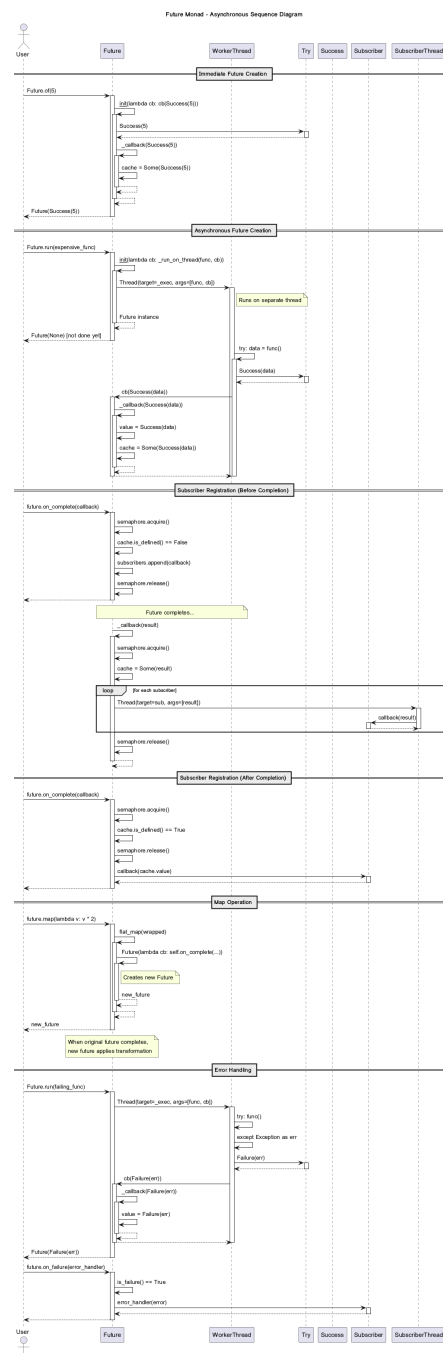 Future Monad - Asynchronous Sequence Diagram
User
Future
WorkerThread
Try
Success
Subscriber
SubscriberThread
Immediate Future Creation
Future.of(5)
init(lambda cb: cb(Success(5)))
Success(5)
_callback(Success(5))
cache = Some(Success(5))
Future(Success(5))
Asynchronous Future Creation
Future.run(expensive_func)
init(lambda cb: _run_on_thread(func, cb))
Thread(target=_exec, args=[func, cb])
Runs on separate thread
Future instance
Future(None) [not done yet]
try: data = func()
Success(data)
cb(Success(data))
_callback(Success(data))
value = Success(data)
cache = Some(Success(data))
Subscriber Registration (Before Completion)
future.on_complete(callback)
semaphore.acquire()
cache.is_defined() == False
subscribers.append(callback)
semaphore.release()
Future completes...
_callback(result)
semaphore.acquire()
cache = Some(result)
loop
[for each subscriber]
Thread(target=sub, args=[result])
callback(result)
semaphore.release()
Subscriber Registration (After Completion)
future.on_complete(callback)
semaphore.acquire()
cache.is_defined() == True
semaphore.release()
callback(cache.value)
Map Operation
future.map(lambda v: v * 2)
flat_map(wrapped)
Future(lambda cb: self.on_complete(...))
Creates new Future
new_future
new_future
When original future completes,
new future applies transformation
Error Handling
Future.run(failing_func)
Thread(target=_exec, args=[func, cb])
try: func()
except Exception as err
Failure(err)
cb(Failure(err))
_callback(Failure(err))
value = Failure(err)
Future(Failure(err))
future.on_failure(error_handler)
is_failure() == True
error_handler(error)
User
Future
WorkerThread
Try
Success
Subscriber
SubscriberThread